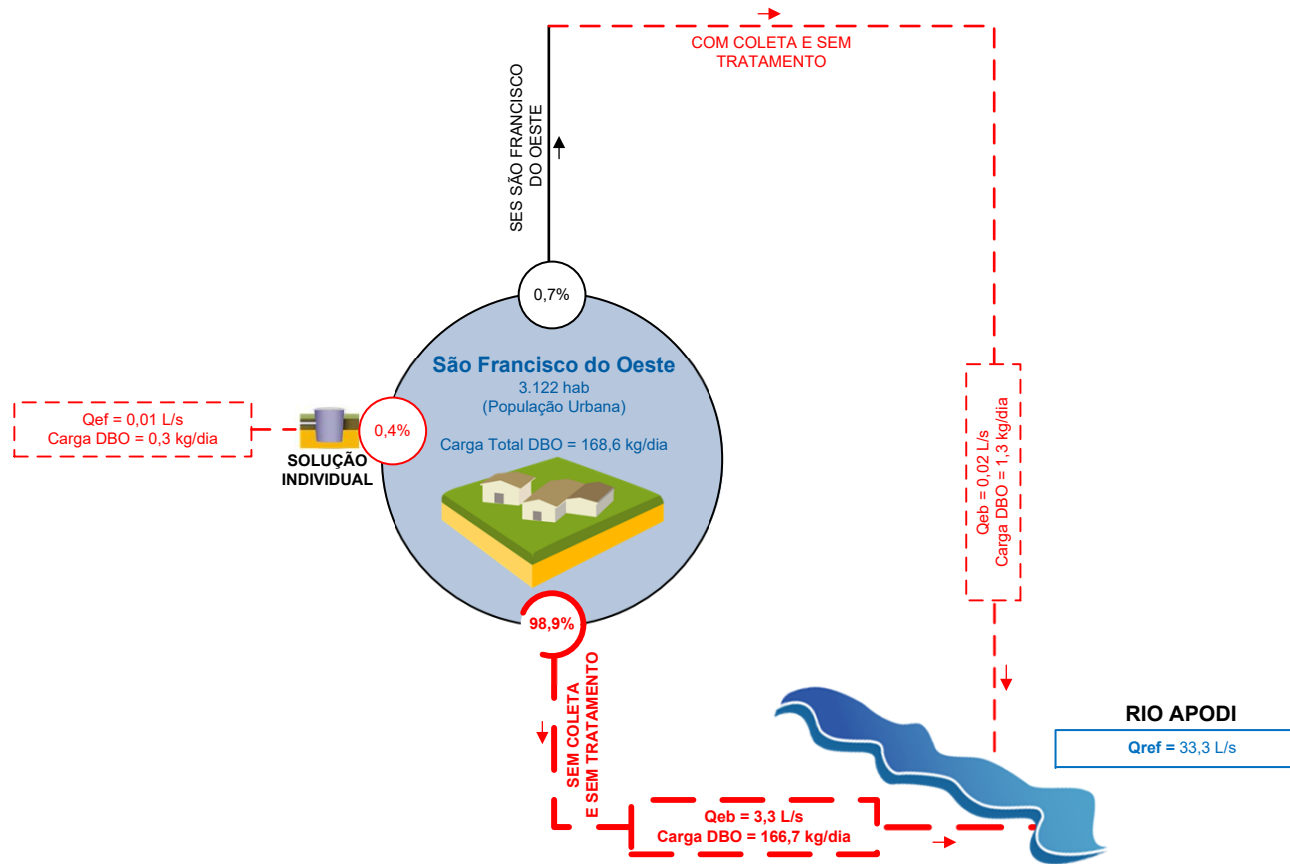 COM COLETA E SEM
TRATAMENTO
SES SÃO FRANCISCO
DO OESTE
0,7%
São Francisco do Oeste
3.122 hab
(População Urbana)
Carga Total DBO = 168,6 kg/dia
Qef = 0,01 L/s
Carga DBO = 0,3 kg/dia
0,4%
SOLUÇÃO
INDIVIDUAL
Qeb = 0,02 L/s
Carga DBO = 1,3 kg/dia
98,9%
SEM COLETA
E SEM TRATAMENTO
RIO APODI
Qref = 33,3 L/s
Qeb = 3,3 L/s
Carga DBO = 166,7 kg/dia